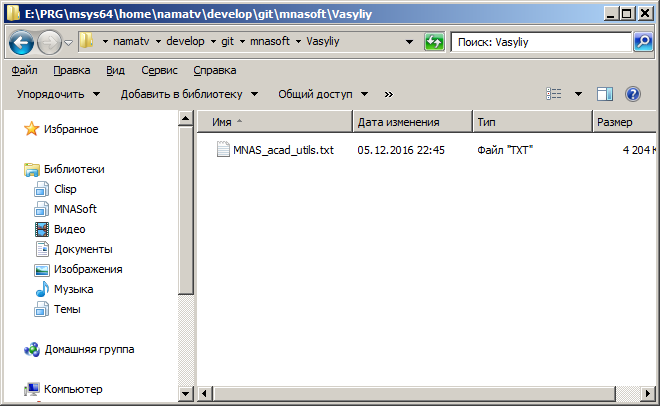 E:\PRG\msys64\home\namatv\develop\git\mnasoft\Vasyliy
namatv develop git mnasoft Vasyliy Поиск: Vasyliy
Файл Правка Вид Сервис Справка
Упорядочить Добавить в библиотеку Общий доступ »
Имя Дата изменения Тип Размер
MNAS_acad_utils.txt 05.12.2016 22:45 Файл "TXT" 4 204 К
Избранное
Библиотеки
Clisp
MNASoft
Видео
Документы
Изображения
Музыка
Темы
Домашняя группа
Компьютер